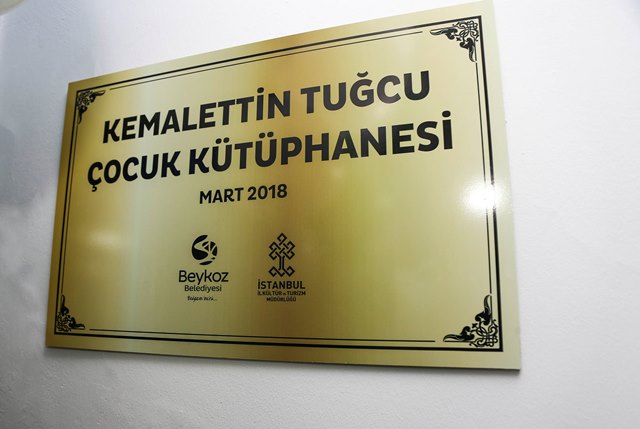 KEMALETTİN TUĞCU
ÇOCUK KÜTÜPHANESİ
MART 2018
Beykoz
Belediyesi
İSTANBUL
İL KÜLTÜR ve TURİZM
MÜDÜRLÜĞÜ